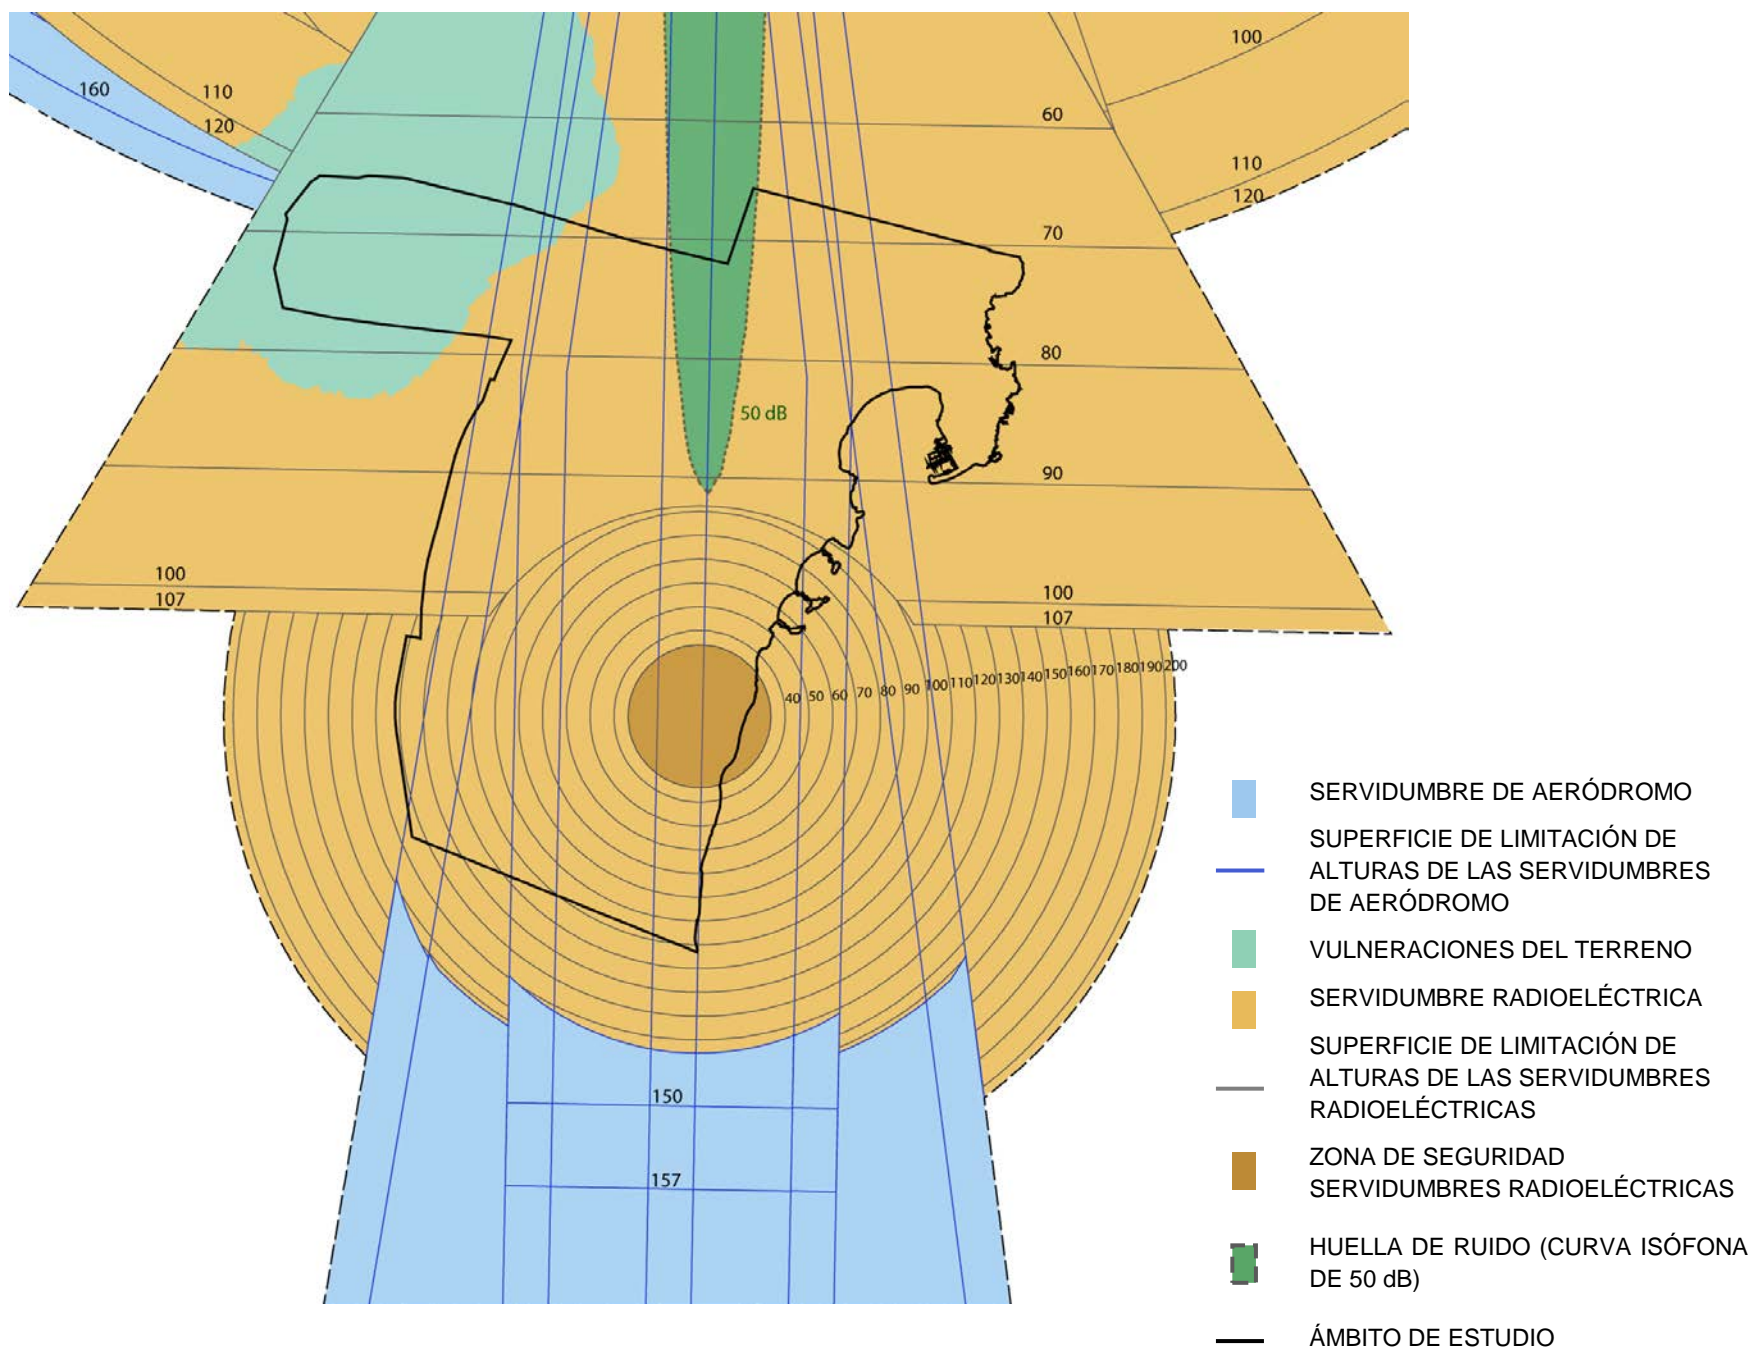 100
160
110
120
60
110
120
70
80
50 dB
90
100
107
100
107
40 50 60 70 80 90 100 110 120 130 140 150 160 170 180 190 200
150
157
SERVIDUMBRE DE AERÓDROMO
SUPERFICIE DE LIMITACIÓN DE
ALTURAS DE LAS SERVIDUMBRES
DE AERÓDROMO
VULNERACIONES DEL TERRENO
SERVIDUMBRE RADIOELÉCTRICA
SUPERFICIE DE LIMITACIÓN DE
ALTURAS DE LAS SERVIDUMBRES
RADIOELÉCTRICAS
ZONA DE SEGURIDAD
SERVIDUMBRES RADIOELÉCTRICAS
HUELLA DE RUIDO (CURVA ISÓFONA
DE 50 dB)
ÁMBITO DE ESTUDIO